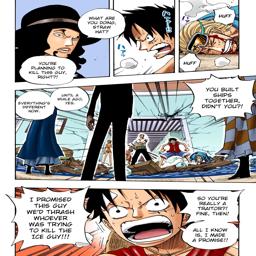 WHAT ARE
YOU DOING,
STRAW
HAT?
YOU'RE
PLANNING TO
KILL THIS
GUY,
RIGHT?!
HUFF
HUFF
UNTIL A
WHILE AGO,
YES.
EVERYTHING'S
DIFFERENT
NOW.
YOU BUILT
SHIPS
TOGETHER,
DIDN'T YOU?!
I PROMISED
THIS GUY
WE'D THRASH
WHOEVER
WAS TRYING
TO KILL THE
ICE GUY!!!
SO YOU'RE
REALLY A
TRAITOR?!
FINE, THEN!
ALL I KNOW
IS, I MADE
A PROMISE!!